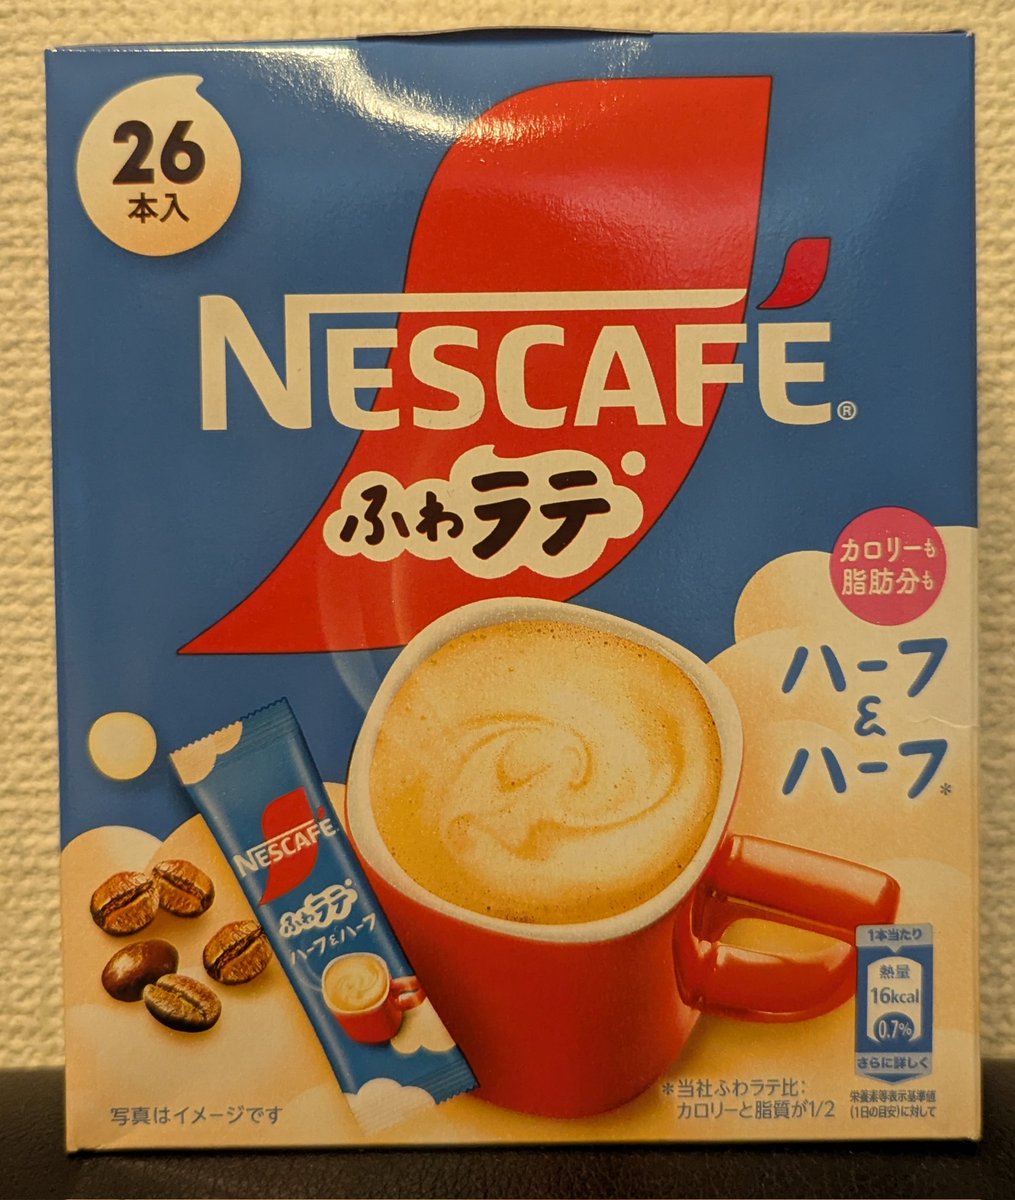 26
本入
NESCAFÉ®
ふわラテ
カロリーも
脂肪分も
ハーフ
&
ハーフ*
NESCAFÉ
ふわラテ
ハーフ&ハーフ
1本当たり
熱量
16kcal
0.7%
さらに詳しく
栄養素等表示基準値
(1日の目安)に対して
*当社ふわラテ比:
カロリーと脂質が1/2
写真はイメージです